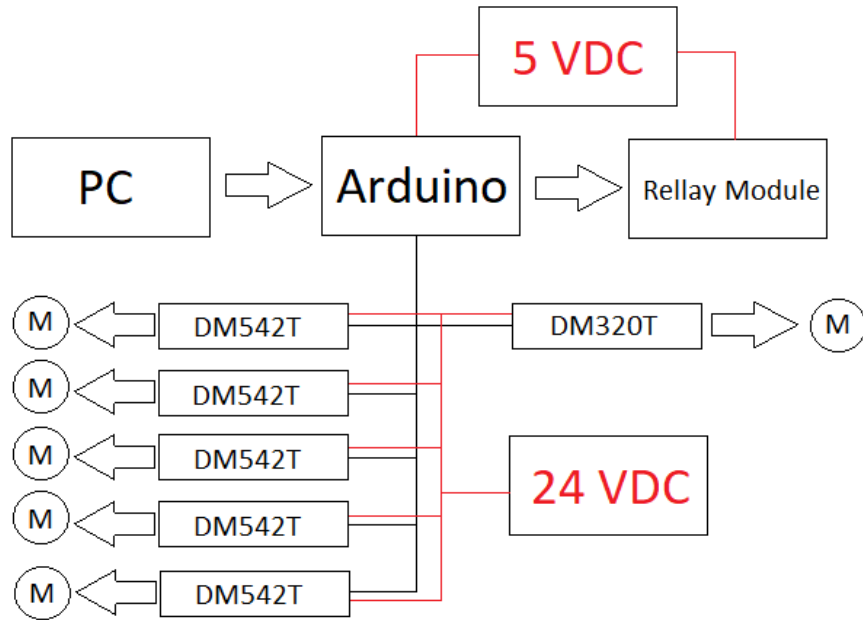 5 VDC
PC
Arduino
Rellay Module
M
DM542T
DM320T
M
M
DM542T
M
DM542T
24 VDC
M
DM542T
M
DM542T